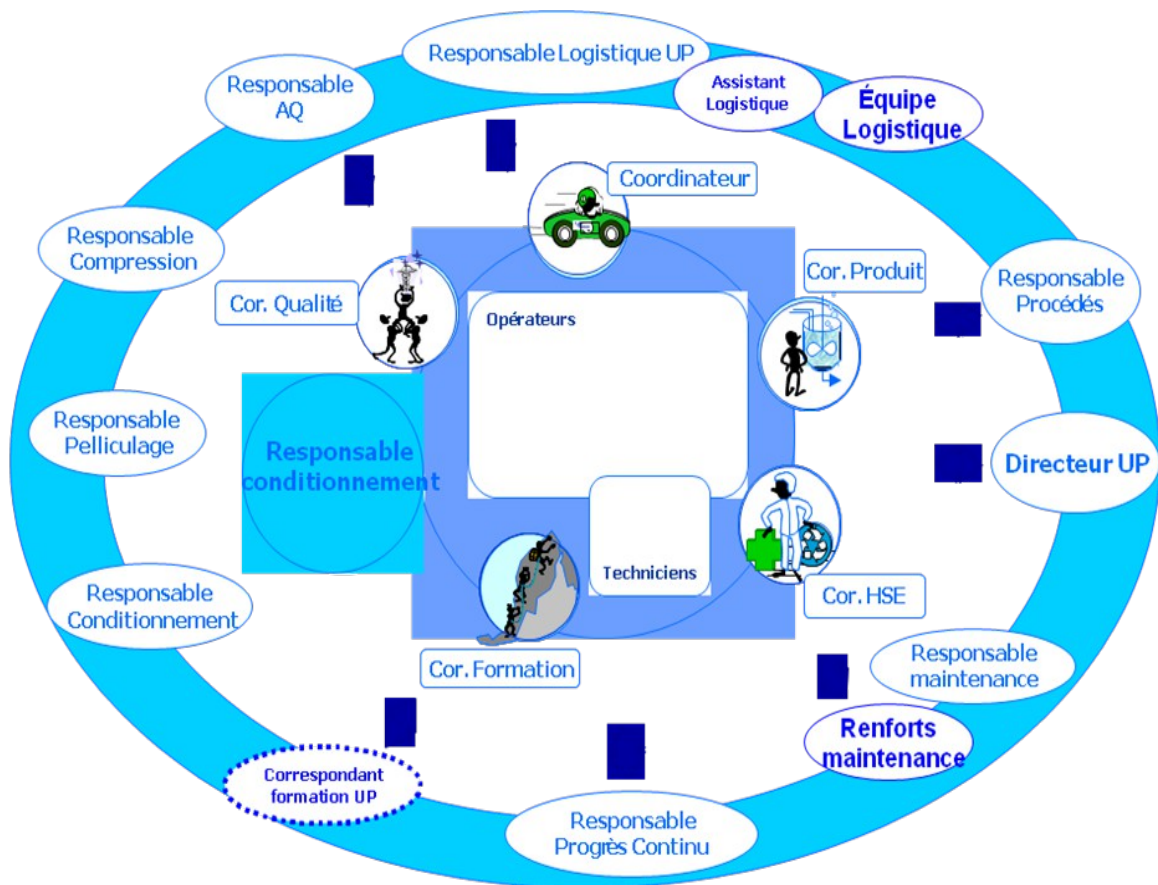 Responsable Logistique UP
Responsable
AQ
Assistant
Logistique
Équipe
Logistique
Coordinateur
Responsable
Compression
Cor. Qualité
Cor. Produit
Responsable
Procédés
Opérateurs
Responsable
Pelliculage
Responsable
conditionnement
Directeur UP
Techniciens
Responsable
Conditionnement
Cor. HSE
Cor. Formation
Responsable
maintenance
Renforts
maintenance
Correspondant
formation UP
Responsable
Progrès Continu